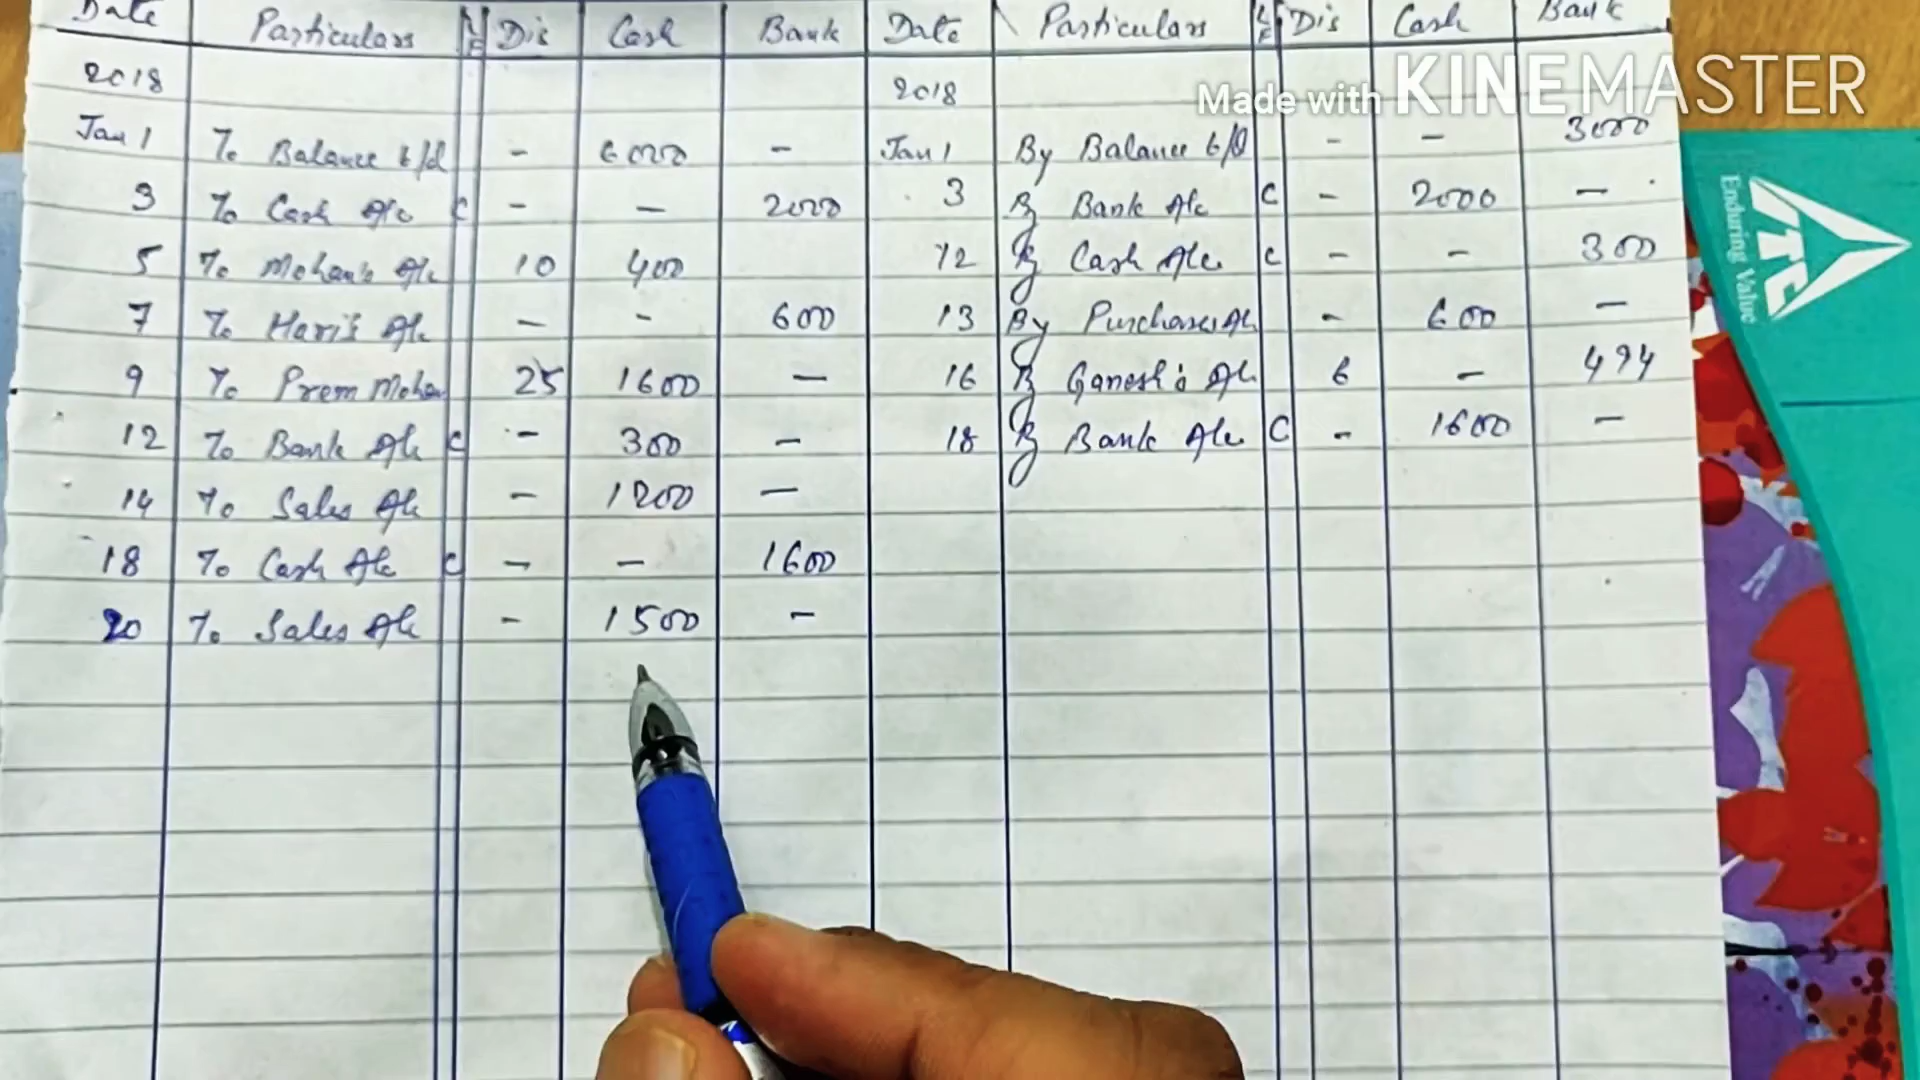 Date Particulars LF Dis Cash Bank Date Particulars LF Dis Cash Bank
Made with KINEMASTER
2018 2018
Jan 1 To Balance b/d - 6000 - Jan 1 By Balance b/d - - 3000
3 To Cash A/c C - - 2000 3 By Bank A/c C - 2000 -
5 To Mohan's A/c 10 400 12 By Cash A/c C - - 300
7 To Hari's A/c - - 600 13 By Purchases A/c - 600 -
9 To Prem Mohan 25 1600 - 16 By Ganesh's A/c 6 - 494
12 To Bank A/c C - 300 - 18 By Bank A/c C - 1600 -
14 To Sales A/c - 1200 -
18 To Cash A/c C - - 1600
20 To Sales A/c - 1500 -
ITC
Enduring Value